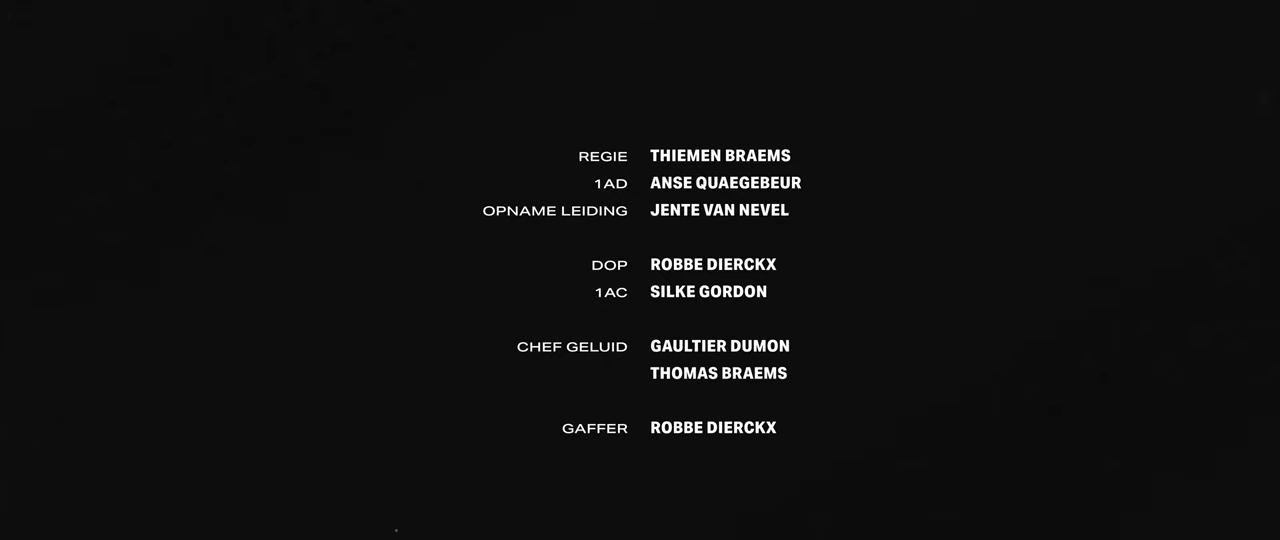 REGIE THIEMEN BRAEMS
1AD ANSE QUAEGEBEUR
OPNAME LEIDING JENTE VAN NEVEL
DOP ROBBE DIERCKX
1AC SILKE GORDON
CHEF GELUID GAULTIER DUMON
THOMAS BRAEMS
GAFFER ROBBE DIERCKX